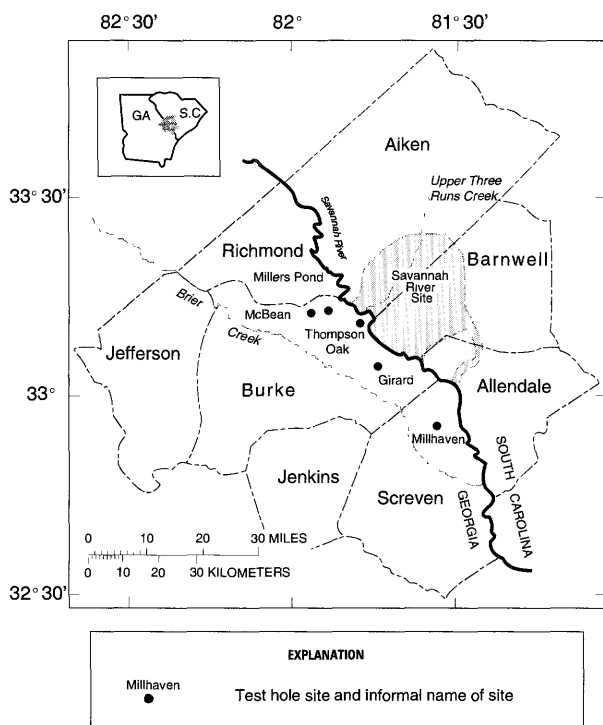 82° 30'
82°
81° 30'
GA
S.C
Aiken
33° 30'
Upper Three
Runs Creek
Savannah River
Richmond
Barnwell
Millers Pond
Savannah
River
Site
Brier
McBean
Creek
Thompson
Oak
Jefferson
33°
Girard
Allendale
Burke
Millhaven
Jenkins
SOUTH
CAROLINA
Screven
GEORGIA
0 10 20 30 MILES
0 10 20 30 KILOMETERS
32° 30'
EXPLANATION
Millhaven
Test hole site and informal name of site